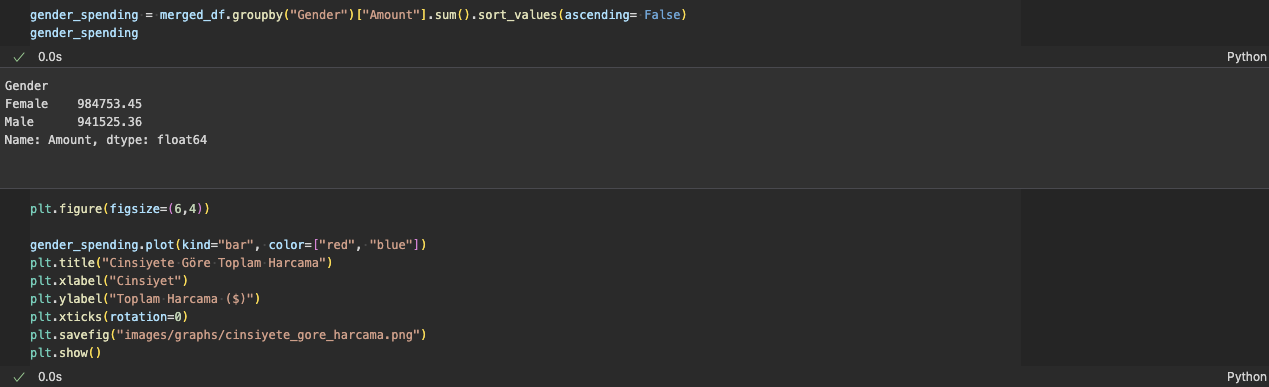 gender_spending = merged_df.groupby("Gender")["Amount"].sum().sort_values(ascending= False)
gender_spending
✓ 0.0s Python
Gender
Female    984753.45
Male      941525.36
Name: Amount, dtype: float64
plt.figure(figsize=(6,4))
gender_spending.plot(kind="bar", color=["red", "blue"])
plt.title("Cinsiyete Göre Toplam Harcama")
plt.xlabel("Cinsiyet")
plt.ylabel("Toplam Harcama ($)")
plt.xticks(rotation=0)
plt.savefig("images/graphs/cinsiyete_gore_harcama.png")
plt.show()
✓ 0.0s Python